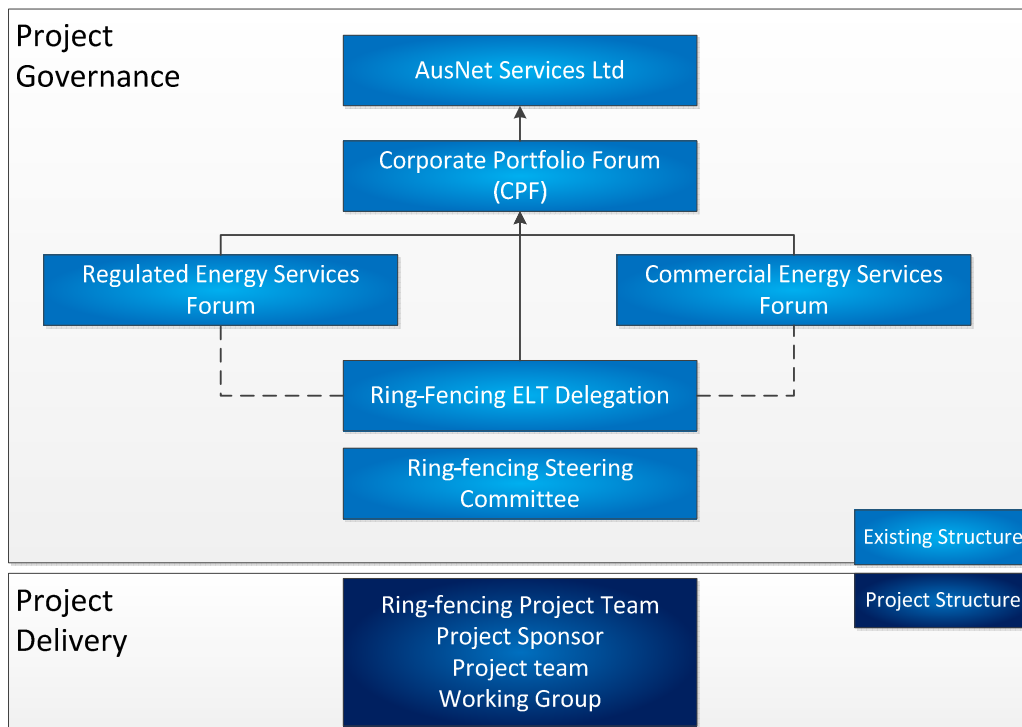 Project
Governance
AusNet Services Ltd
Corporate Portfolio Forum
(CPF)
Regulated Energy Services
Forum
Commercial Energy Services
Forum
Ring-Fencing ELT Delegation
Ring-fencing Steering
Committee
Existing Structure
Project
Delivery
Ring-fencing Project Team
Project Sponsor
Project team
Working Group
Project Structure